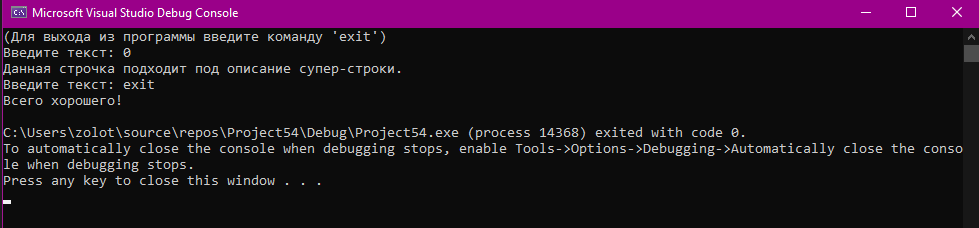 Microsoft Visual Studio Debug Console
(Для выхода из программы введите команду 'exit')
Введите текст: 0
Данная строчка подходит под описание супер-строки.
Введите текст: exit
Всего хорошего!
C:\Users\zolot\source\repos\Project54\Debug\Project54.exe (process 14368) exited with code 0.
To automatically close the console when debugging stops, enable Tools->Options->Debugging->Automatically close the conso
le when debugging stops.
Press any key to close this window . . .